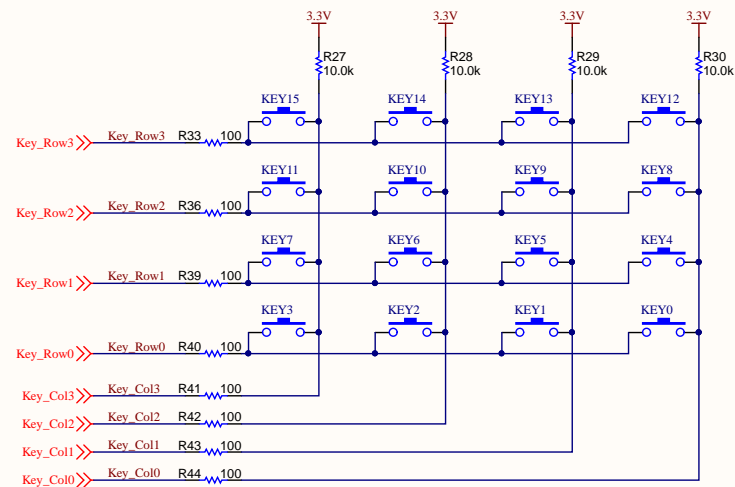 3.3V 3.3V 3.3V 3.3V
R27 R28 R29 R30
10.0k 10.0k 10.0k 10.0k
KEY15 KEY14 KEY13 KEY12
Key_Row3 Key_Row3 R33 100
KEY11 KEY10 KEY9 KEY8
Key_Row2 Key_Row2 R36 100
KEY7 KEY6 KEY5 KEY4
Key_Row1 Key_Row1 R39 100
KEY3 KEY2 KEY1 KEY0
Key_Row0 Key_Row0 R40 100
Key_Col3 Key_Col3 R41 100
Key_Col2 Key_Col2 R42 100
Key_Col1 Key_Col1 R43 100
Key_Col0 Key_Col0 R44 100